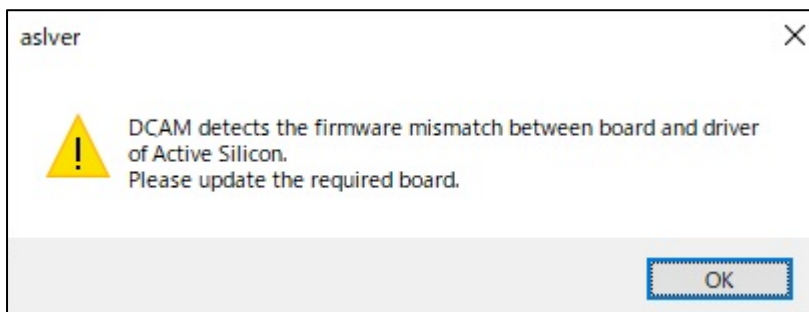 aslver
DCAM detects the firmware mismatch between board and driver
of Active Silicon.
Please update the required board.
OK